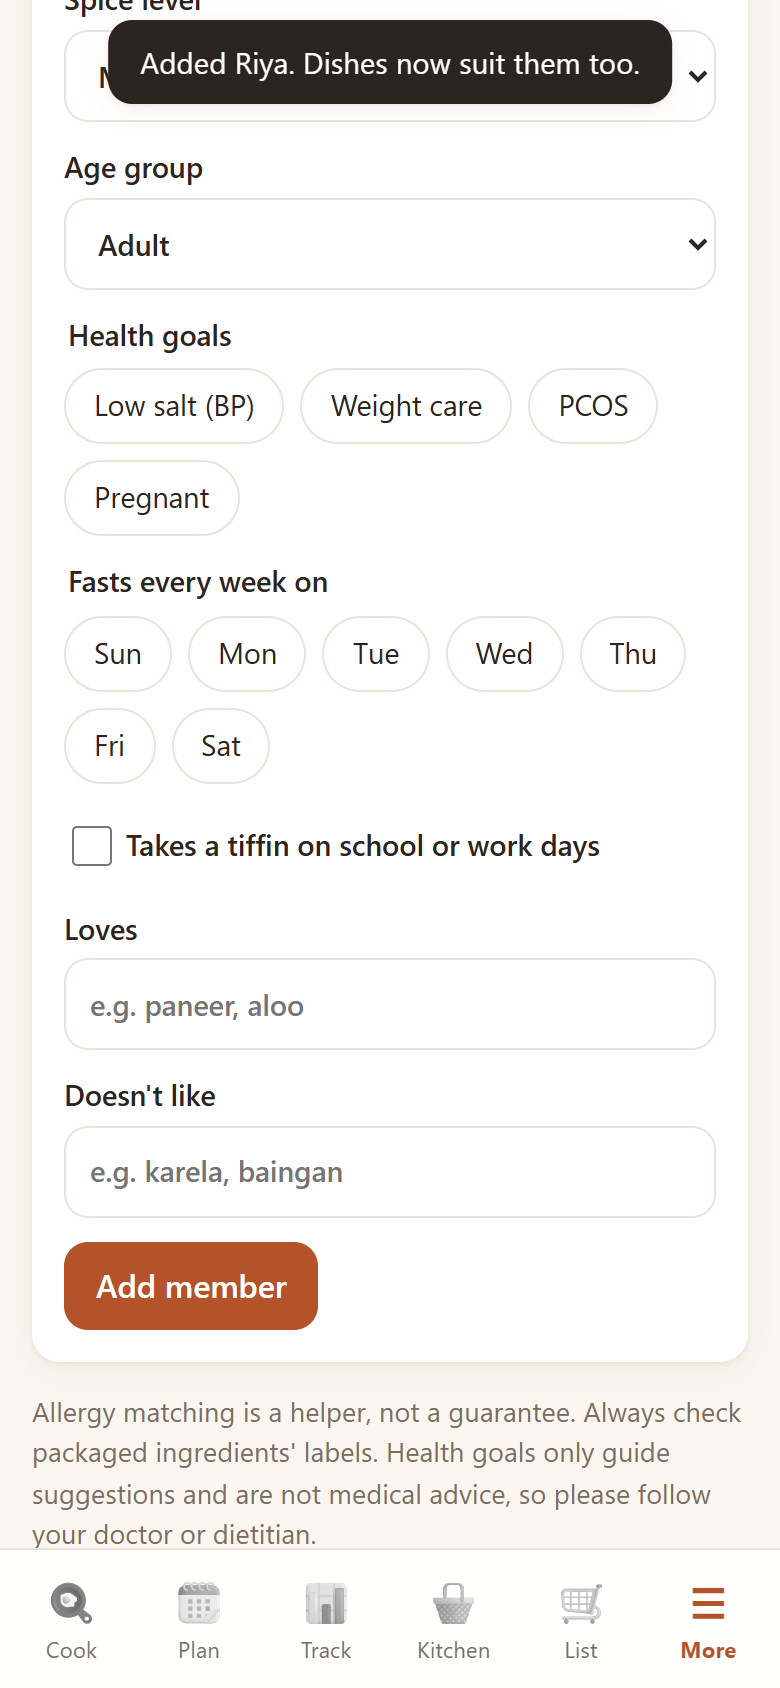 Spice level
Added Riya. Dishes now suit them too.
Age group
Adult
Health goals
Low salt (BP) Weight care PCOS
Pregnant
Fasts every week on
Sun Mon Tue Wed Thu
Fri Sat
Takes a tiffin on school or work days
Loves
e.g. paneer, aloo
Doesn't like
e.g. karela, baingan
Add member
Allergy matching is a helper, not a guarantee. Always check
packaged ingredients' labels. Health goals only guide
suggestions and are not medical advice, so please follow
your doctor or dietitian.
Cook Plan Track Kitchen List More